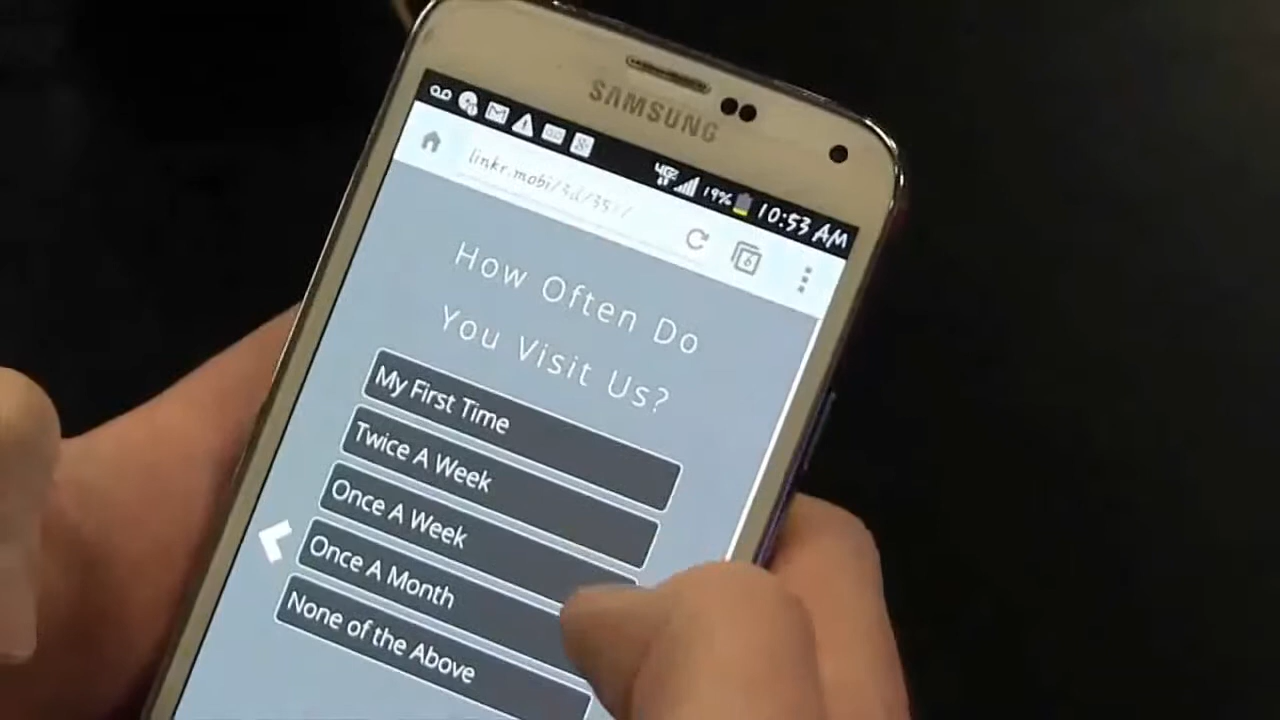 SAMSUNG
19% 10:53 AM
6
How Often Do
You Visit Us?
My First Time
Twice A Week
Once A Week
Once A Month
None of the Above